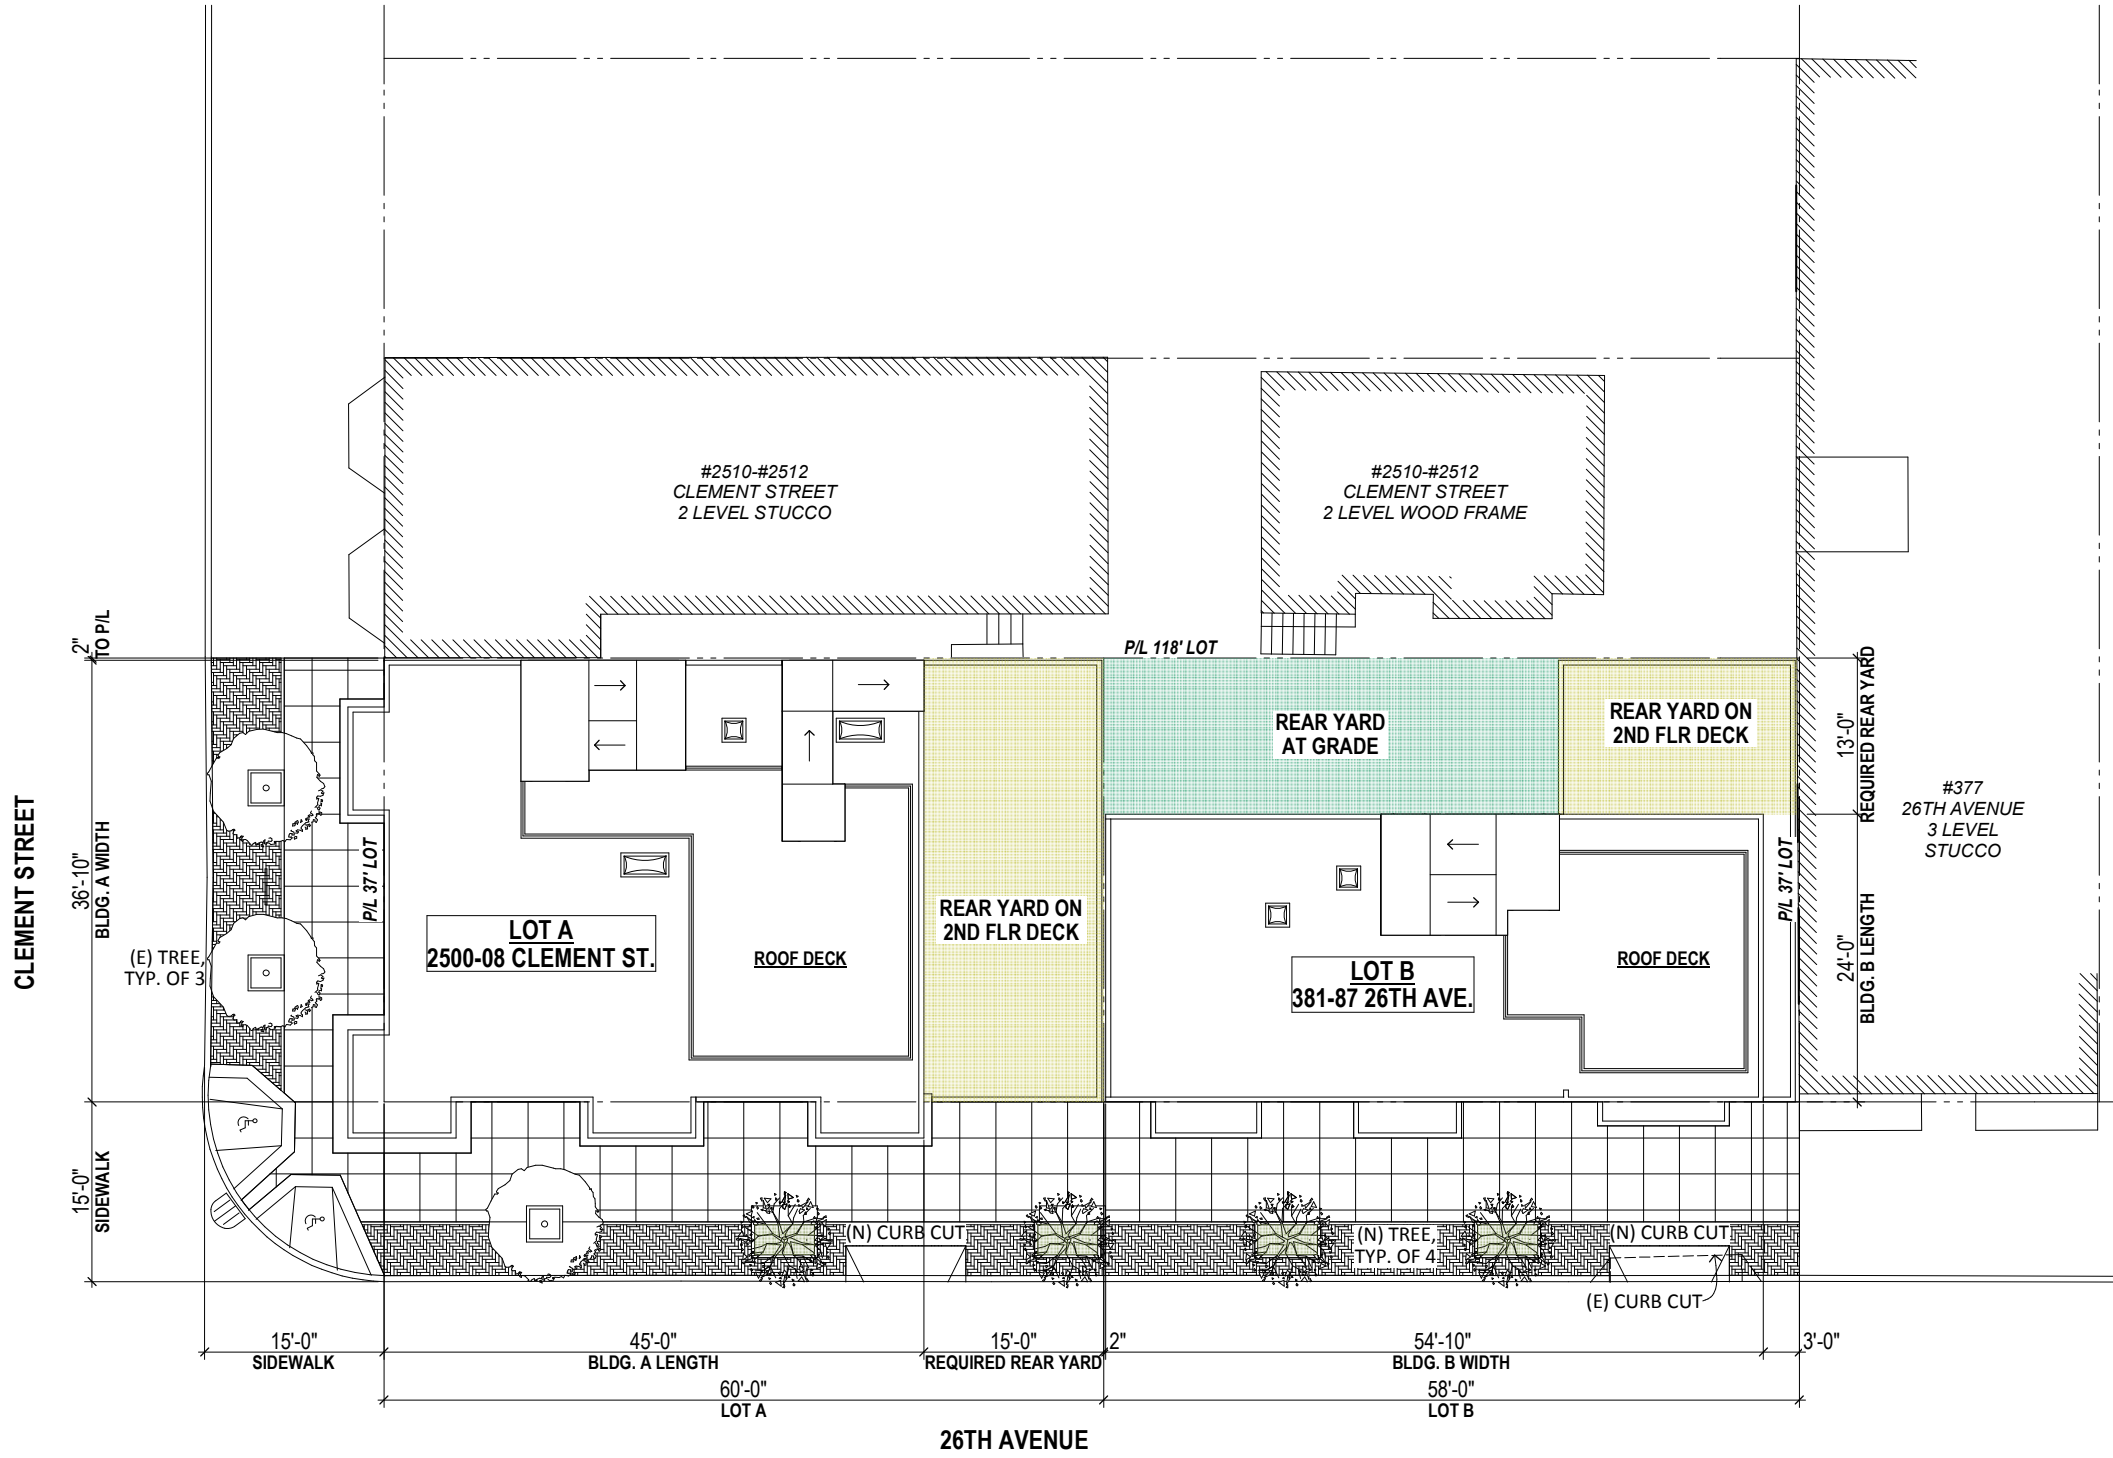 #2510-#2512
CLEMENT STREET
2 LEVEL STUCCO
#2510-#2512
CLEMENT STREET
2 LEVEL WOOD FRAME
2"
TO P/L
P/L 118' LOT
REAR YARD
AT GRADE
REAR YARD ON
2ND FLR DECK
13'-0"
REQUIRED REAR YARD
#377
26TH AVENUE
3 LEVEL
STUCCO
CLEMENT STREET
36'-10"
BLDG. A WIDTH
P/L 37' LOT
(E) TREE,
TYP. OF 3
LOT A
2500-08 CLEMENT ST.
ROOF DECK
REAR YARD ON
2ND FLR DECK
LOT B
381-87 26TH AVE.
ROOF DECK
P/L 37' LOT
24'-0"
BLDG. B LENGTH
15'-0"
SIDEWALK
(N) CURB CUT
(N) TREE,
TYP. OF 4
(N) CURB CUT
(E) CURB CUT
15'-0"
SIDEWALK
45'-0"
BLDG. A LENGTH
15'-0"
REQUIRED REAR YARD
2"
54'-10"
BLDG. B WIDTH
3'-0"
60'-0"
LOT A
58'-0"
LOT B
26TH AVENUE